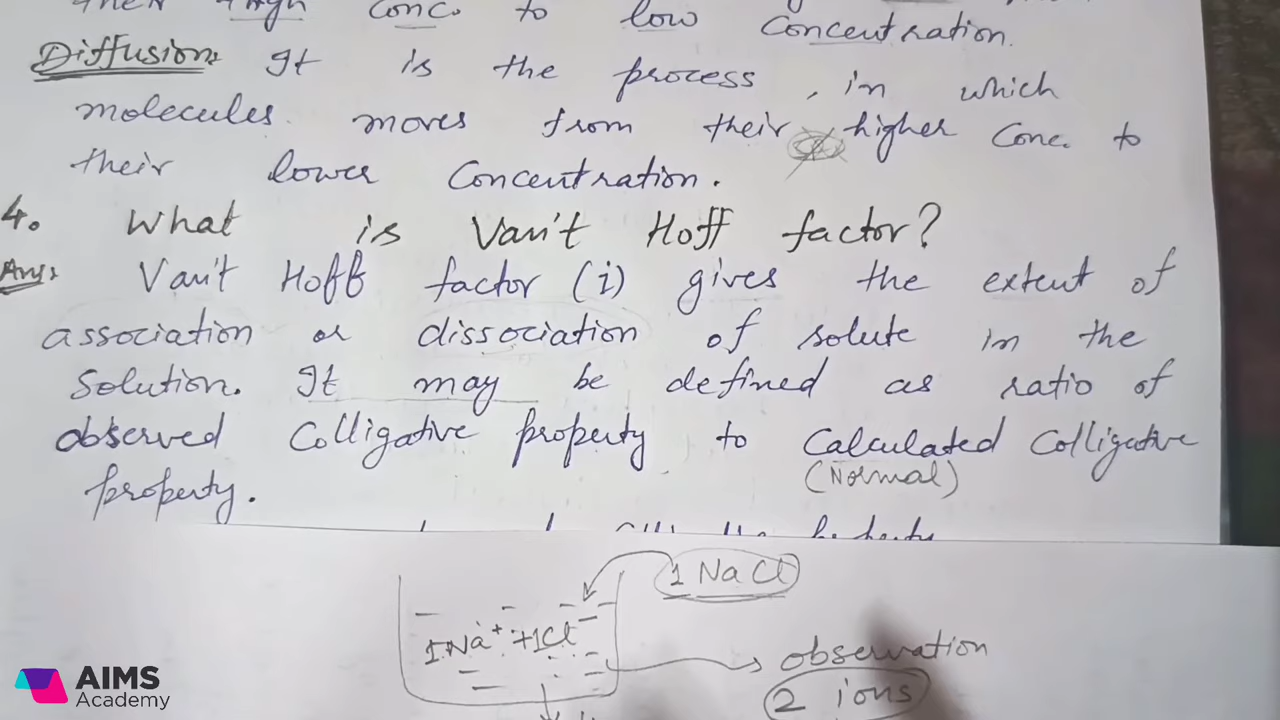 their high Conc. to low Concentration.
Diffusion: It is the process, in which
molecules moves from their higher Conc. to
their lower Concentration.
4. What is Van't Hoff factor?
Ans: Van't Hoff factor (i) gives the extent of
association or dissociation of solute in the
Solution. It may be defined as ratio of
observed Colligative property to Calculated Colligative
(Normal)
property.
1 NaCl
1Na+ + 1Cl-
observation
2 ions
AIMS
Academy